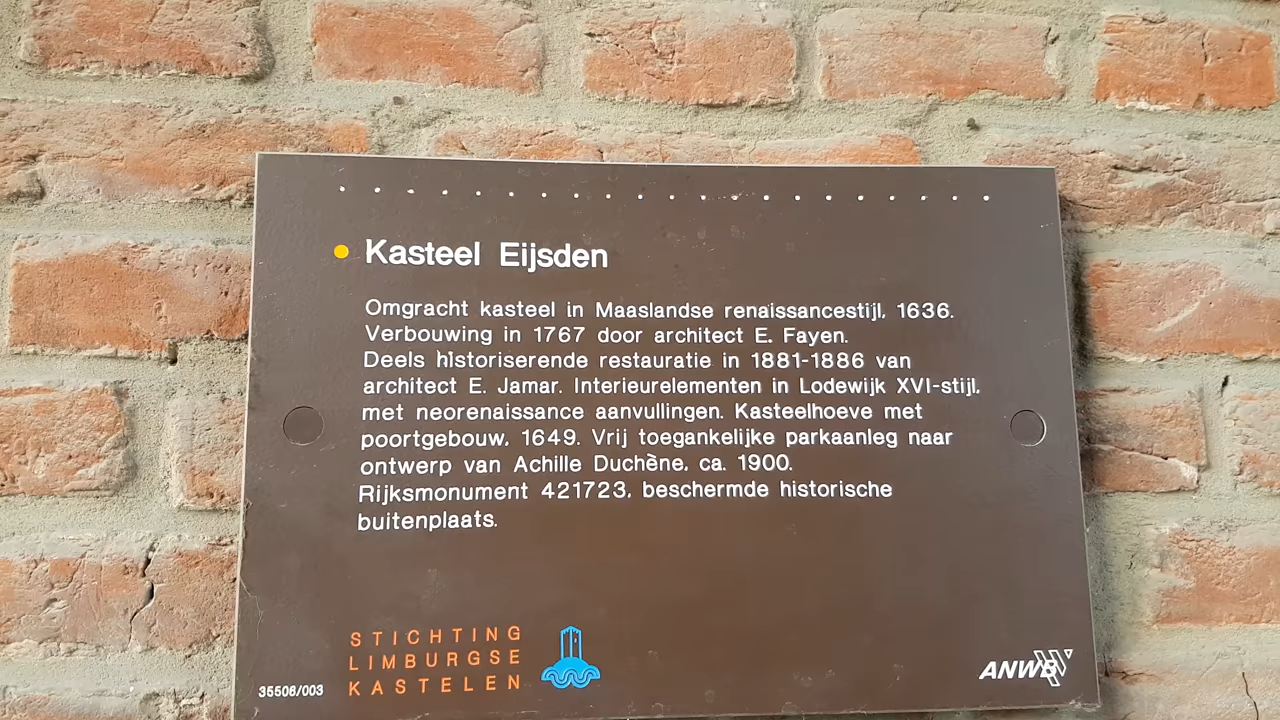 Kasteel Eijsden
Omgracht kasteel in Maaslandse renaissancestijl, 1636.
Verbouwing in 1767 door architect E. Fayen.
Deels historiserende restauratie in 1881-1886 van
architect E. Jamar. Interieurelementen in Lodewijk XVI-stijl,
met neorenaissance aanvullingen. Kasteelhoeve met
poortgebouw, 1649. Vrij toegankelijke parkaanleg naar
ontwerp van Achille Duchène, ca. 1900.
Rijksmonument 421723, beschermde historische
buitenplaats.
STICHTING
LIMBURGSE
KASTELEN
35506/003
ANWB